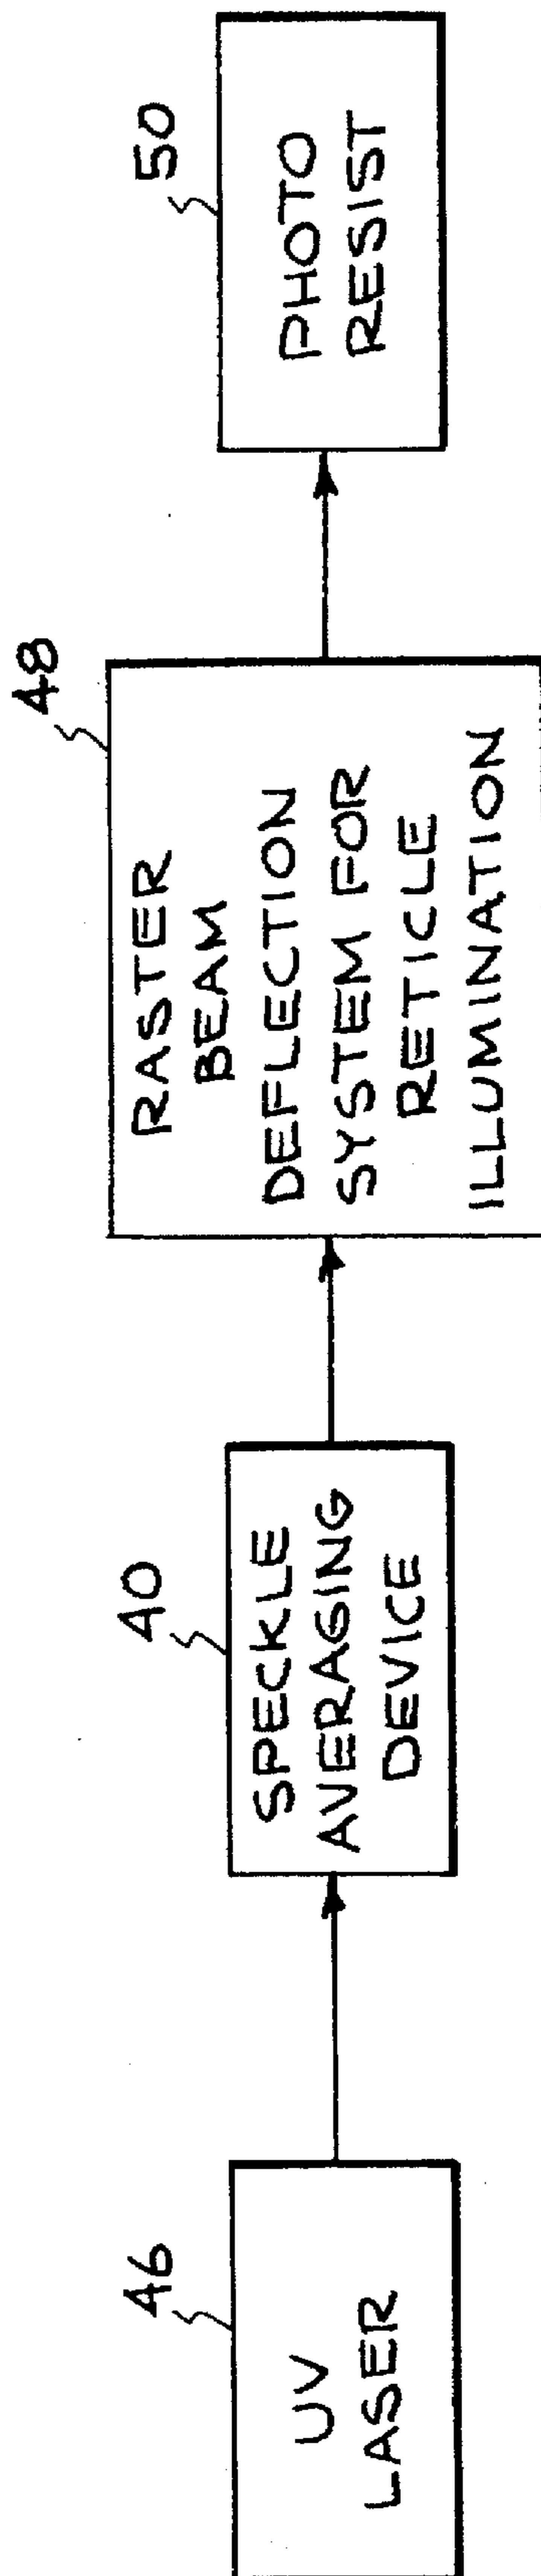 46
UV
LASER
40
SPECKLE
AVERAGING
DEVICE
48
RASTER
BEAM
DEFLECTION
SYSTEM FOR
RETICLE
ILLUMINATION
50
PHOTO
RESIST